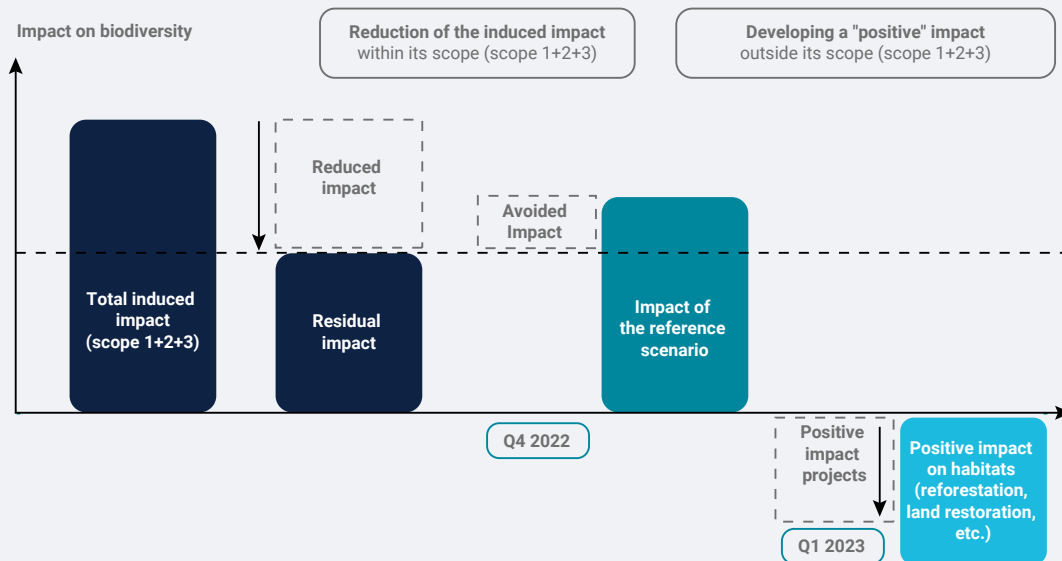 Impact on biodiversity
Reduction of the induced impact
within its scope (scope 1+2+3)
Developing a "positive" impact
outside its scope (scope 1+2+3)
Reduced
impact
Avoided
Impact
Total induced
impact
(scope 1+2+3)
Residual
impact
Impact of
the reference
scenario
Q4 2022
Positive
impact
projects
Positive impact
on habitats
(reforestation,
land restoration,
etc.)
Q1 2023